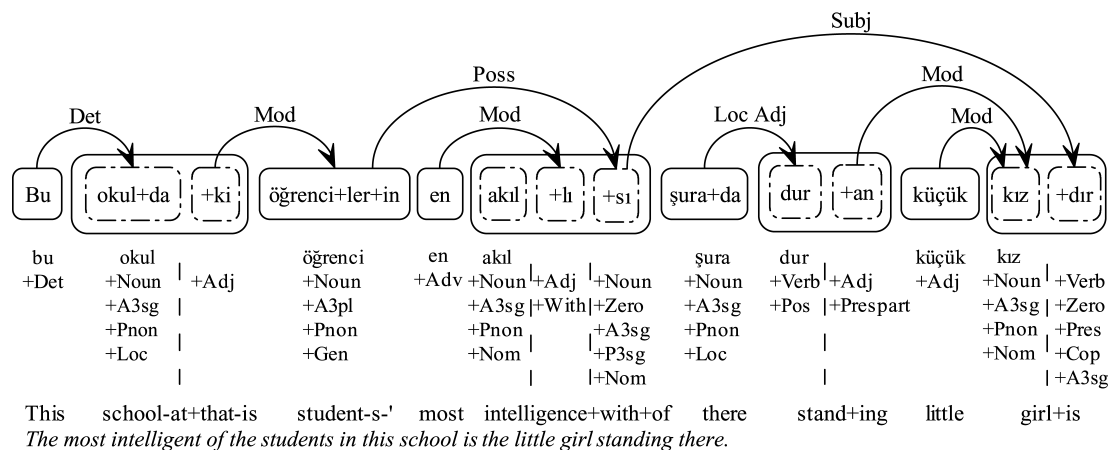 Subj
Poss Mod
Det Mod Mod Loc Adj Mod
Bu okul+da +ki öğrenci+ler+in en akıl +lı +sı şura+da dur +an küçük kız +dır
bu okul öğrenci en akıl şura dur küçük kız
+Det +Noun +Adj +Noun +Adv +Noun +Adj +Noun +Noun +Verb +Adj +Adj +Noun +Verb
+A3sg +A3pl +A3sg +With +Zero +A3sg +Pos +Prespart +A3sg +Zero
+Pnon +Pnon +Pnon +A3sg +Pnon +Pnon +Pres
+Loc +Gen +Nom +P3sg +Loc +Nom +Cop
+Nom +A3sg
This school-at+that-is student-s-' most intelligence+with+of there stand+ing little girl+is
The most intelligent of the students in this school is the little girl standing there.